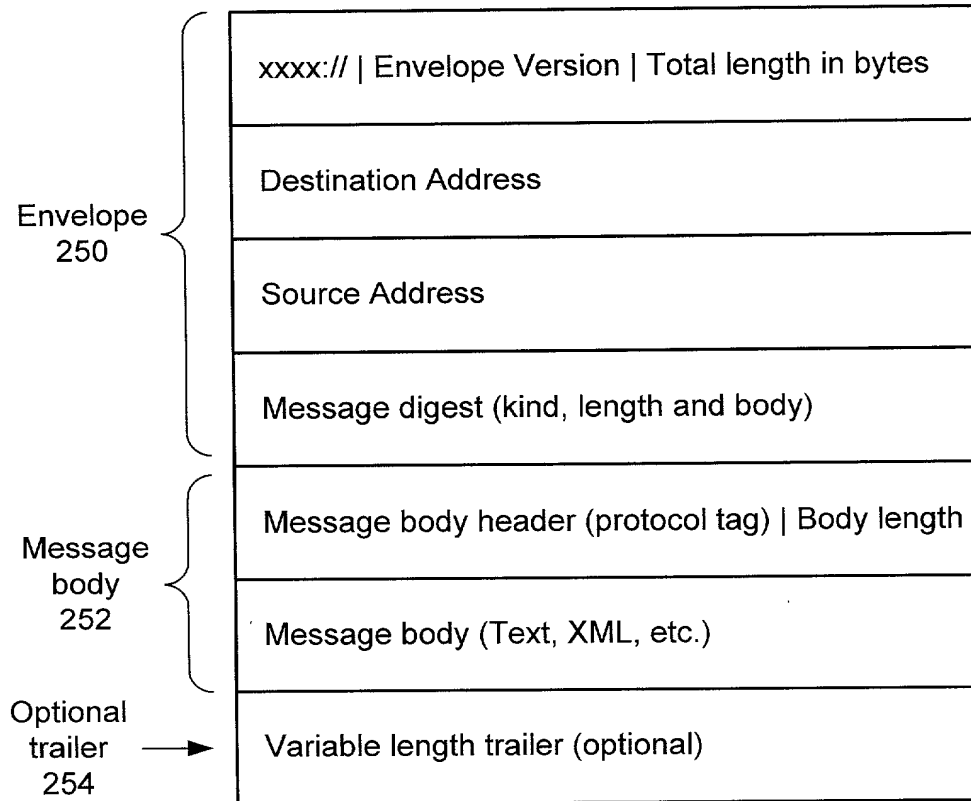 xxxx:// | Envelope Version | Total length in bytes
Destination Address
Envelope
250
Source Address
Message digest (kind, length and body)
Message body header (protocol tag) | Body length
Message
body
252
Message body (Text, XML, etc.)
Optional
trailer
254
Variable length trailer (optional)